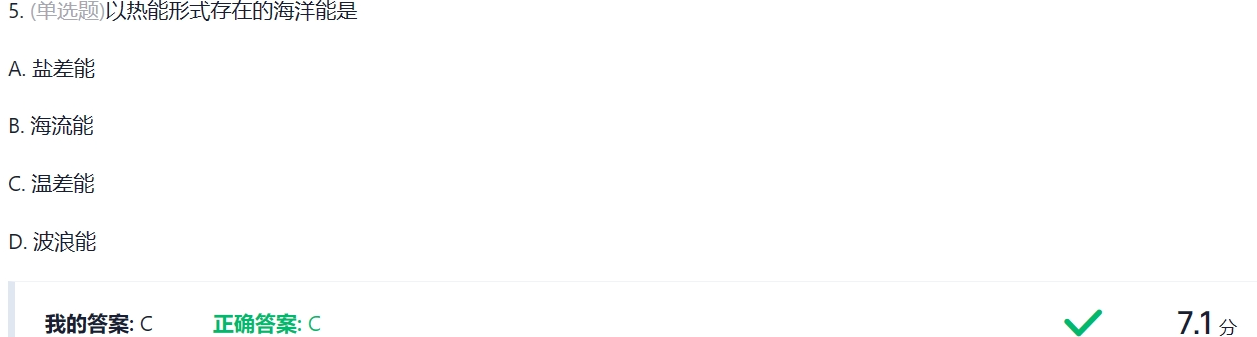 5. (单选题)以热能形式存在的海洋能是
A. 盐差能
B. 海流能
C. 温差能
D. 波浪能
我的答案: C 正确答案: C 7.1 分